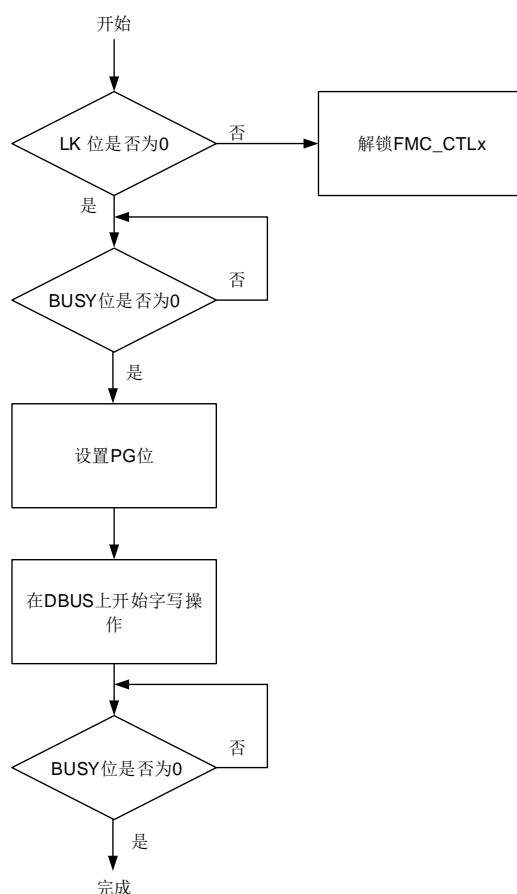 开始
LK 位是否为0
否
解锁FMC_CTLx
是
BUSY位是否为0
否
是
设置PG位
在DBUS上开始字写操
作
BUSY位是否为0
否
是
完成